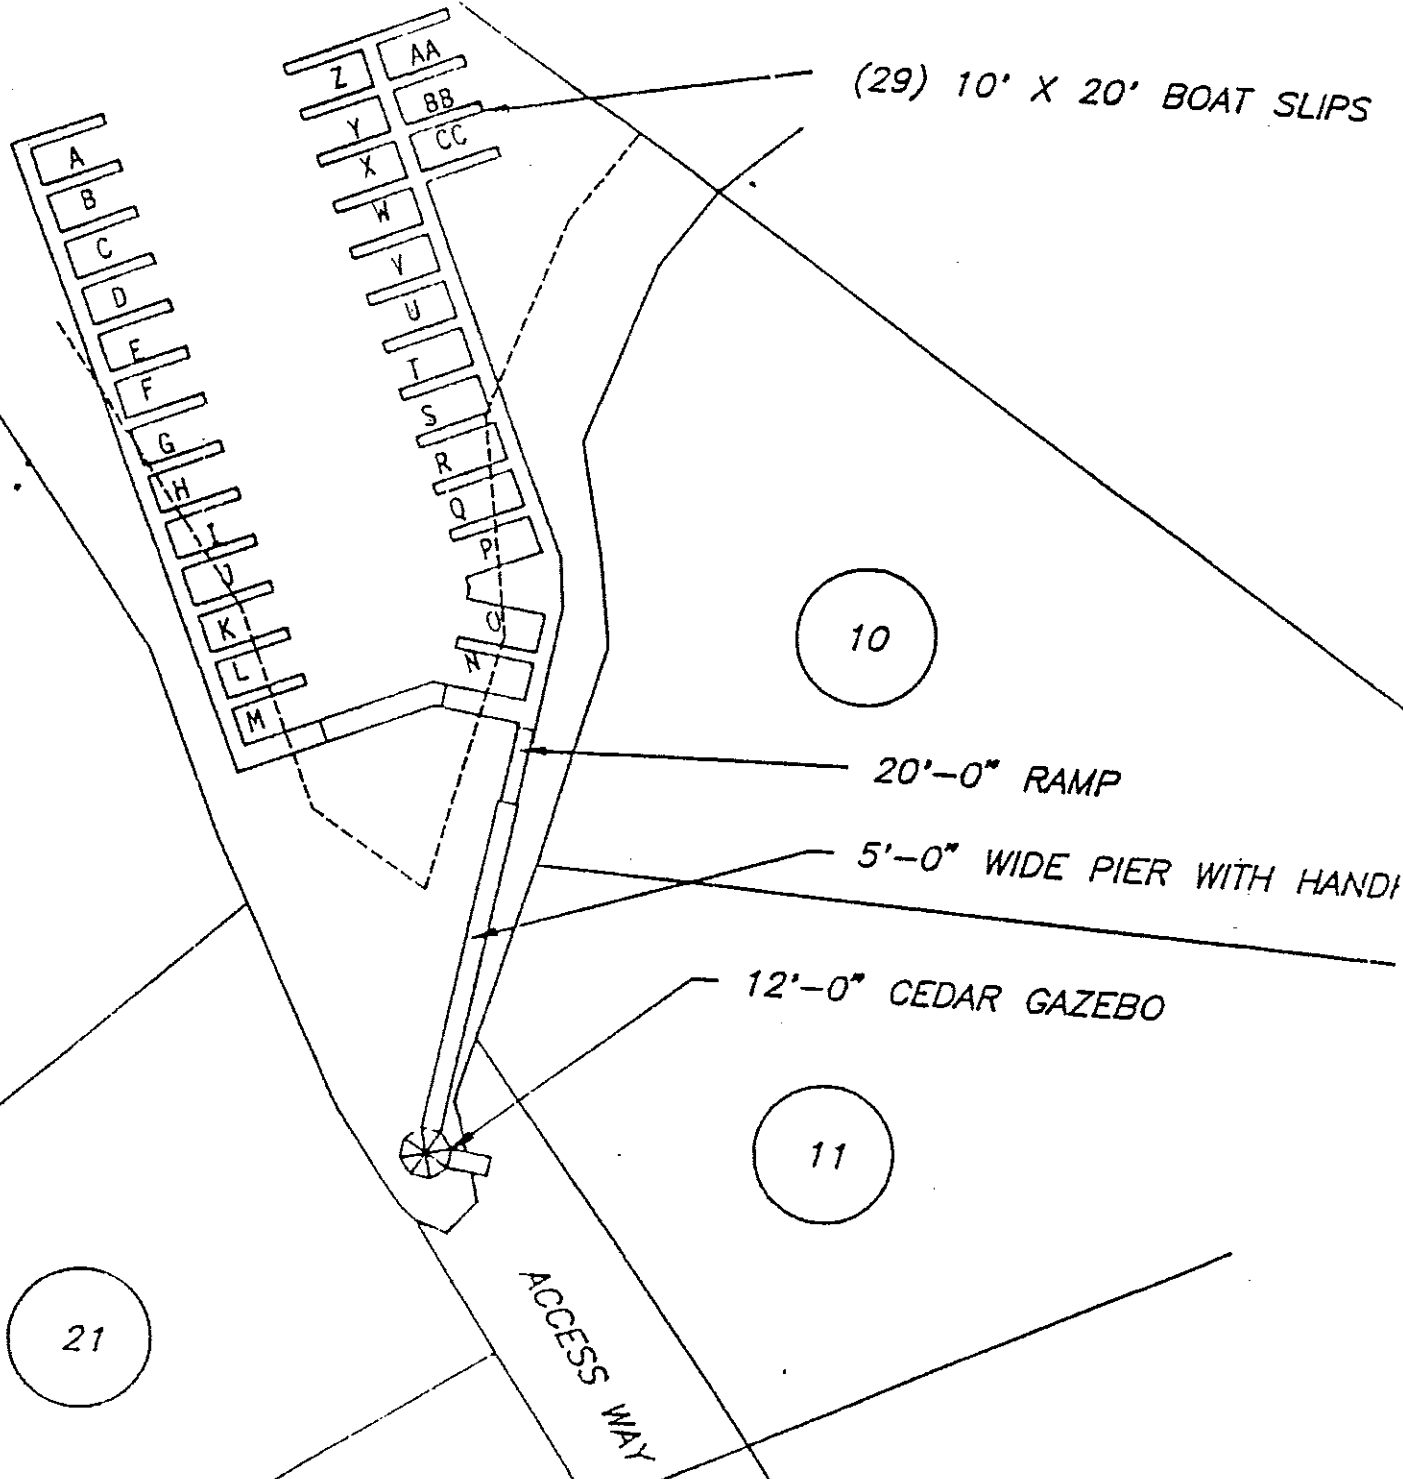 (29) 10' X 20' BOAT SLIPS
AA
Z
BB
Y
CC
X
A
B
W
C
V
D
U
E
T
F
S
G
R
H
Q
I
P
J
O
K
N
L
M
10
20'-0" RAMP
5'-0" WIDE PIER WITH
12'-0" CEDAR GAZEBO
11
21
ACCESS WAY